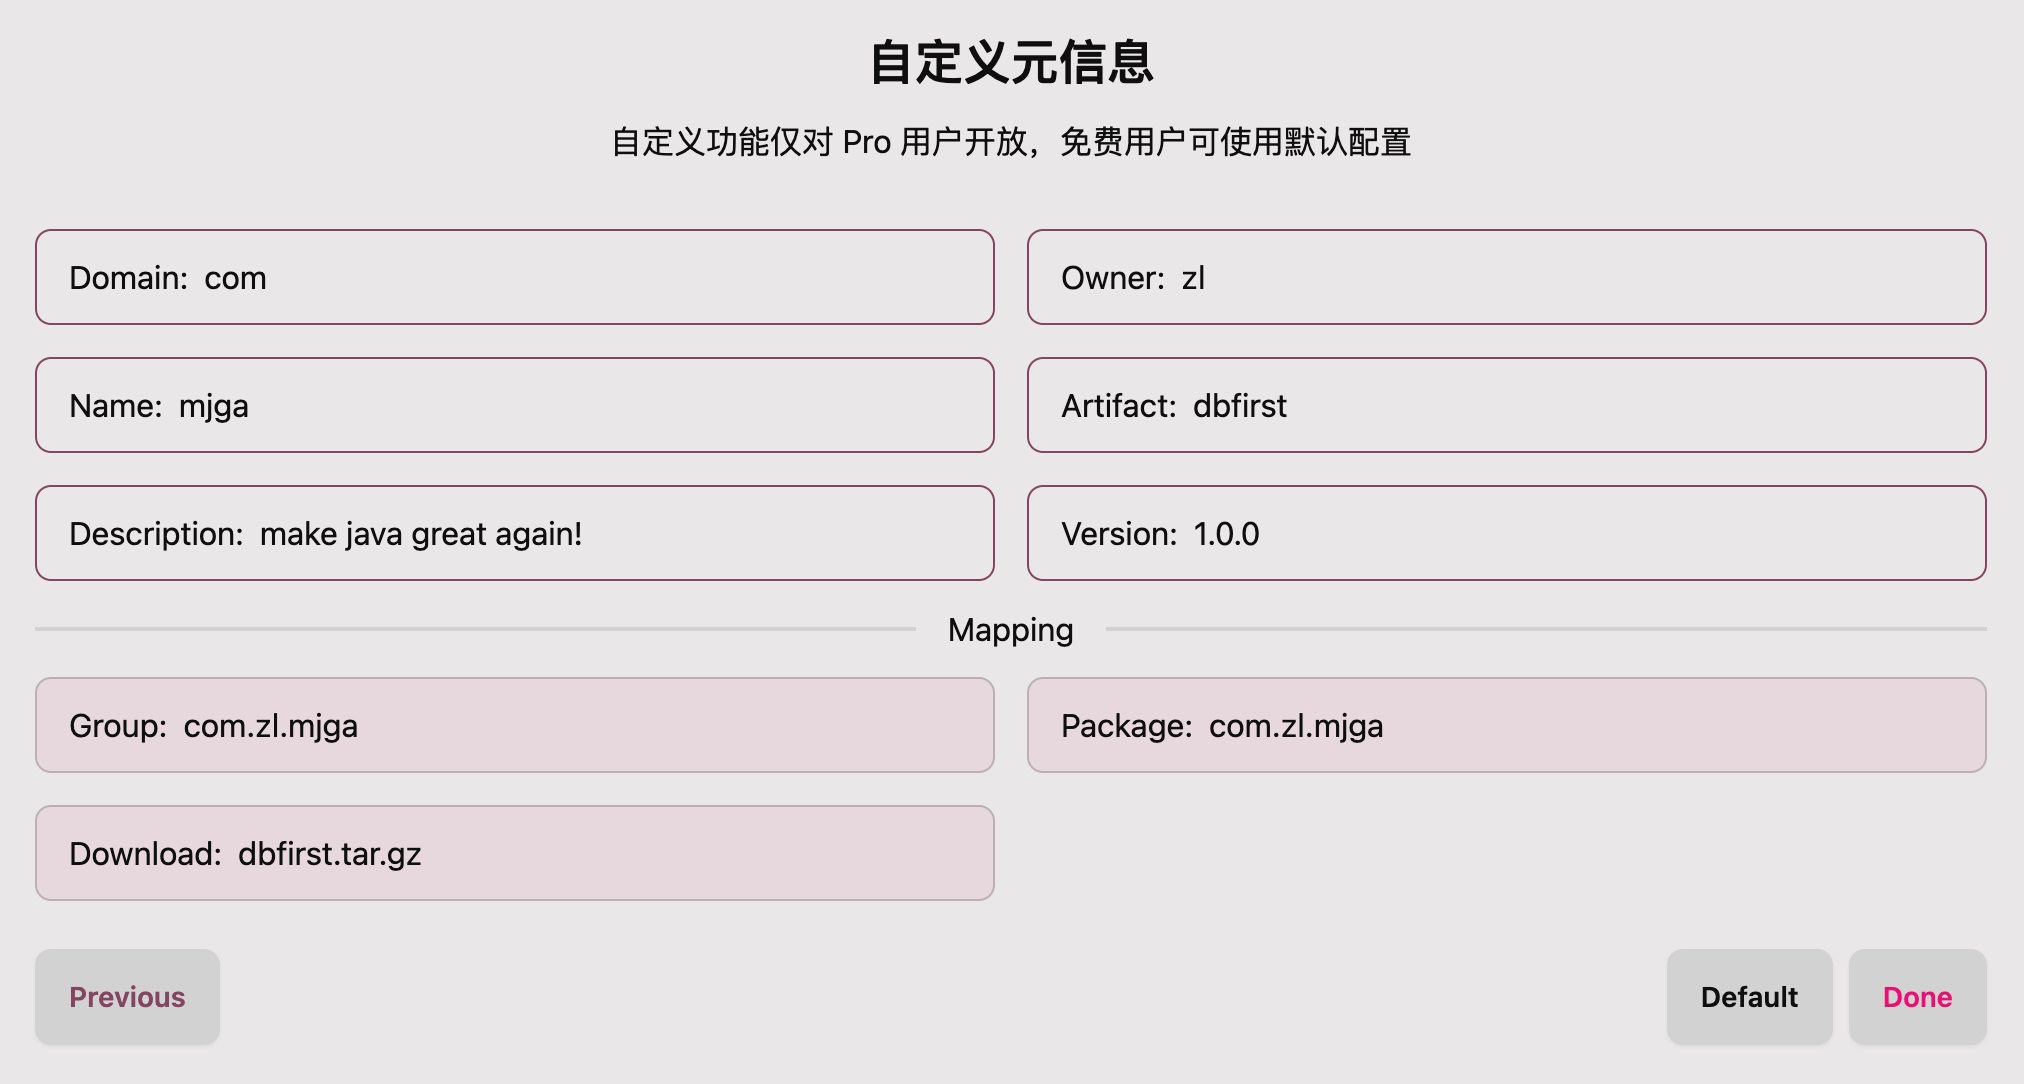 自定义元信息
自定义功能仅对 Pro 用户开放，免费用户可使用默认配置
Domain: com
Owner: zl
Name: mjga
Artifact: dbfirst
Description: make java great again!
Version: 1.0.0
Mapping
Group: com.zl.mjga
Package: com.zl.mjga
Download: dbfirst.tar.gz
Previous
Default
Done